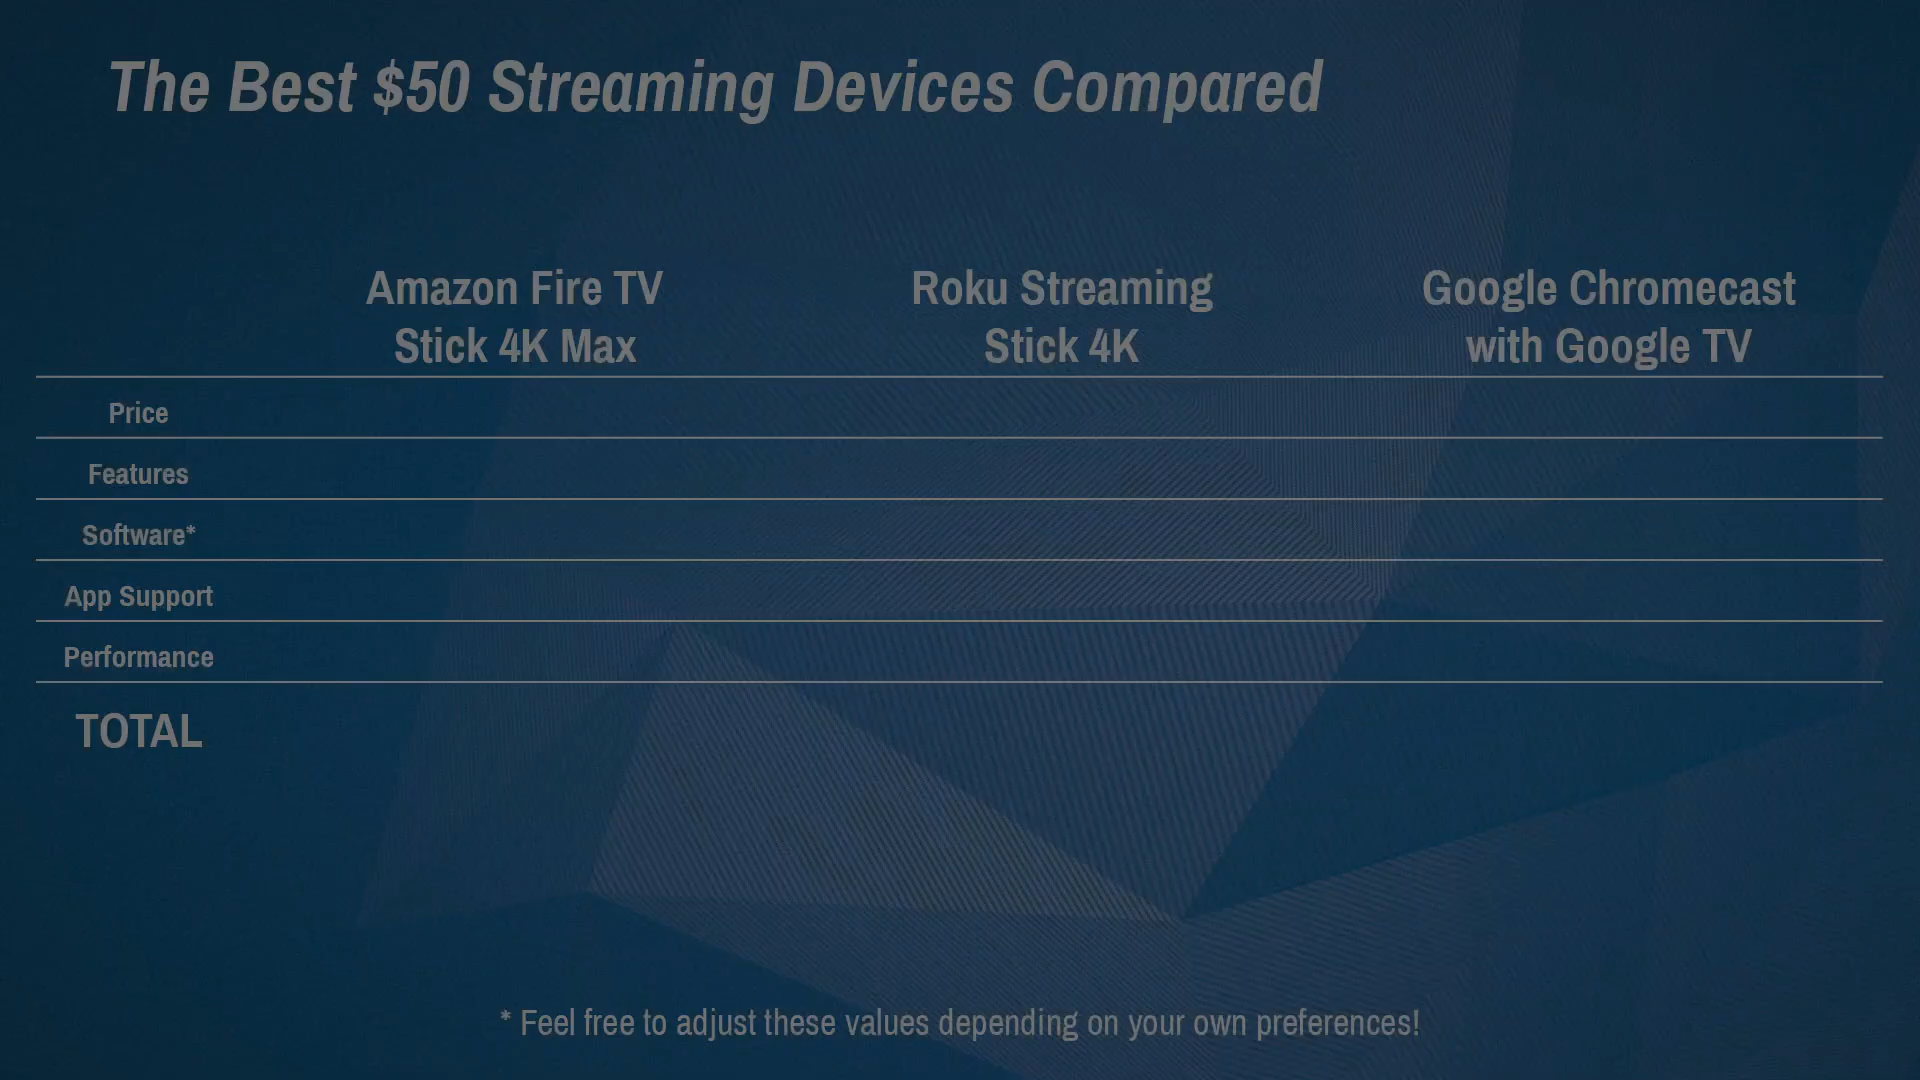 The Best $50 Streaming Devices Compared
Amazon Fire TV
Stick 4K Max
Roku Streaming
Stick 4K
Google Chromecast
with Google TV
Price
Features
Software*
App Support
Performance
TOTAL
* Feel free to adjust these values depending on your own preferences!